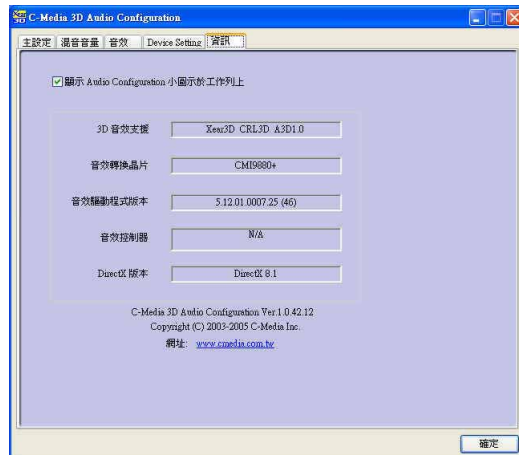 C-Media 3D Audio Configuration
主設定 混音音量 音效 Device Setting 資訊
顯示 Audio Configuration 小圖示於工作列上
3D 音效支援 Xear3D CRL3D A3D1.0
音效轉換晶片 CMI9880+
音效驅動程式版本 5.12.01.0007.25 (46)
音效控制器 N/A
DirectX 版本 DirectX 8.1
C-Media 3D Audio Configuration Ver.1.0.42.12
Copyright (C) 2003-2005 C-Media Inc.
網址: www.cmedia.com.tw
確定